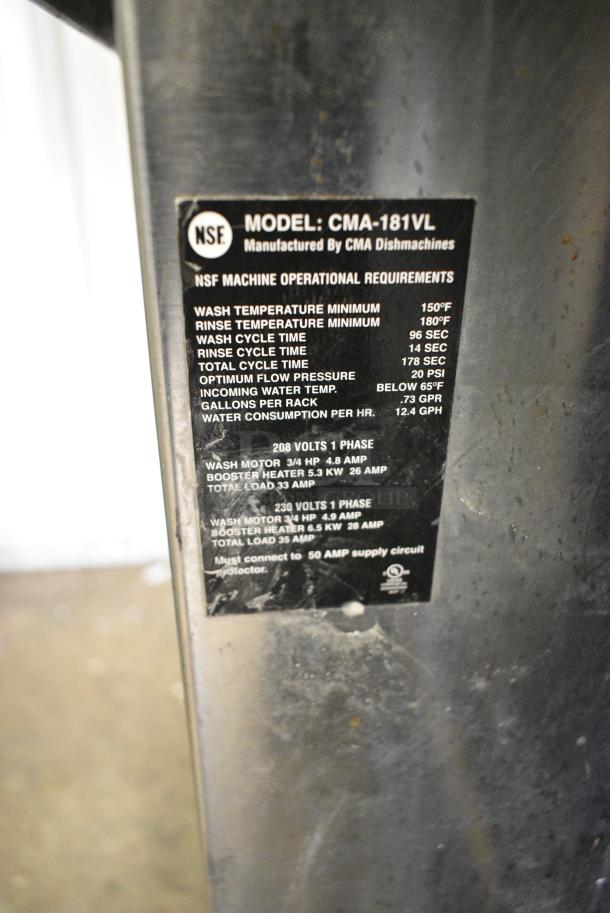 NSF
MODEL: CMA-181VL
Manufactured By CMA Dishmachines
NSF MACHINE OPERATIONAL REQUIREMENTS
WASH TEMPERATURE MINIMUM 150ºF
RINSE TEMPERATURE MINIMUM 180ºF
WASH CYCLE TIME 96 SEC
RINSE CYCLE TIME 14 SEC
TOTAL CYCLE TIME 178 SEC
OPTIMUM FLOW PRESSURE 20 PSI
INCOMING WATER TEMP. BELOW 65ºF
GALLONS PER RACK .73 GPR
WATER CONSUMPTION PER HR. 12.4 GPH
208 VOLTS 1 PHASE
WASH MOTOR 3/4 HP 4.8 AMP
BOOSTER HEATER 5.3 KW 26 AMP
TOTAL LOAD 33 AMP
230 VOLTS 1 PHASE
WASH MOTOR 3/4 HP 4.9 AMP
BOOSTER HEATER 6.5 KW 28 AMP
TOTAL LOAD 35 AMP
Must connect to 50 AMP supply circuit
protector.
UL